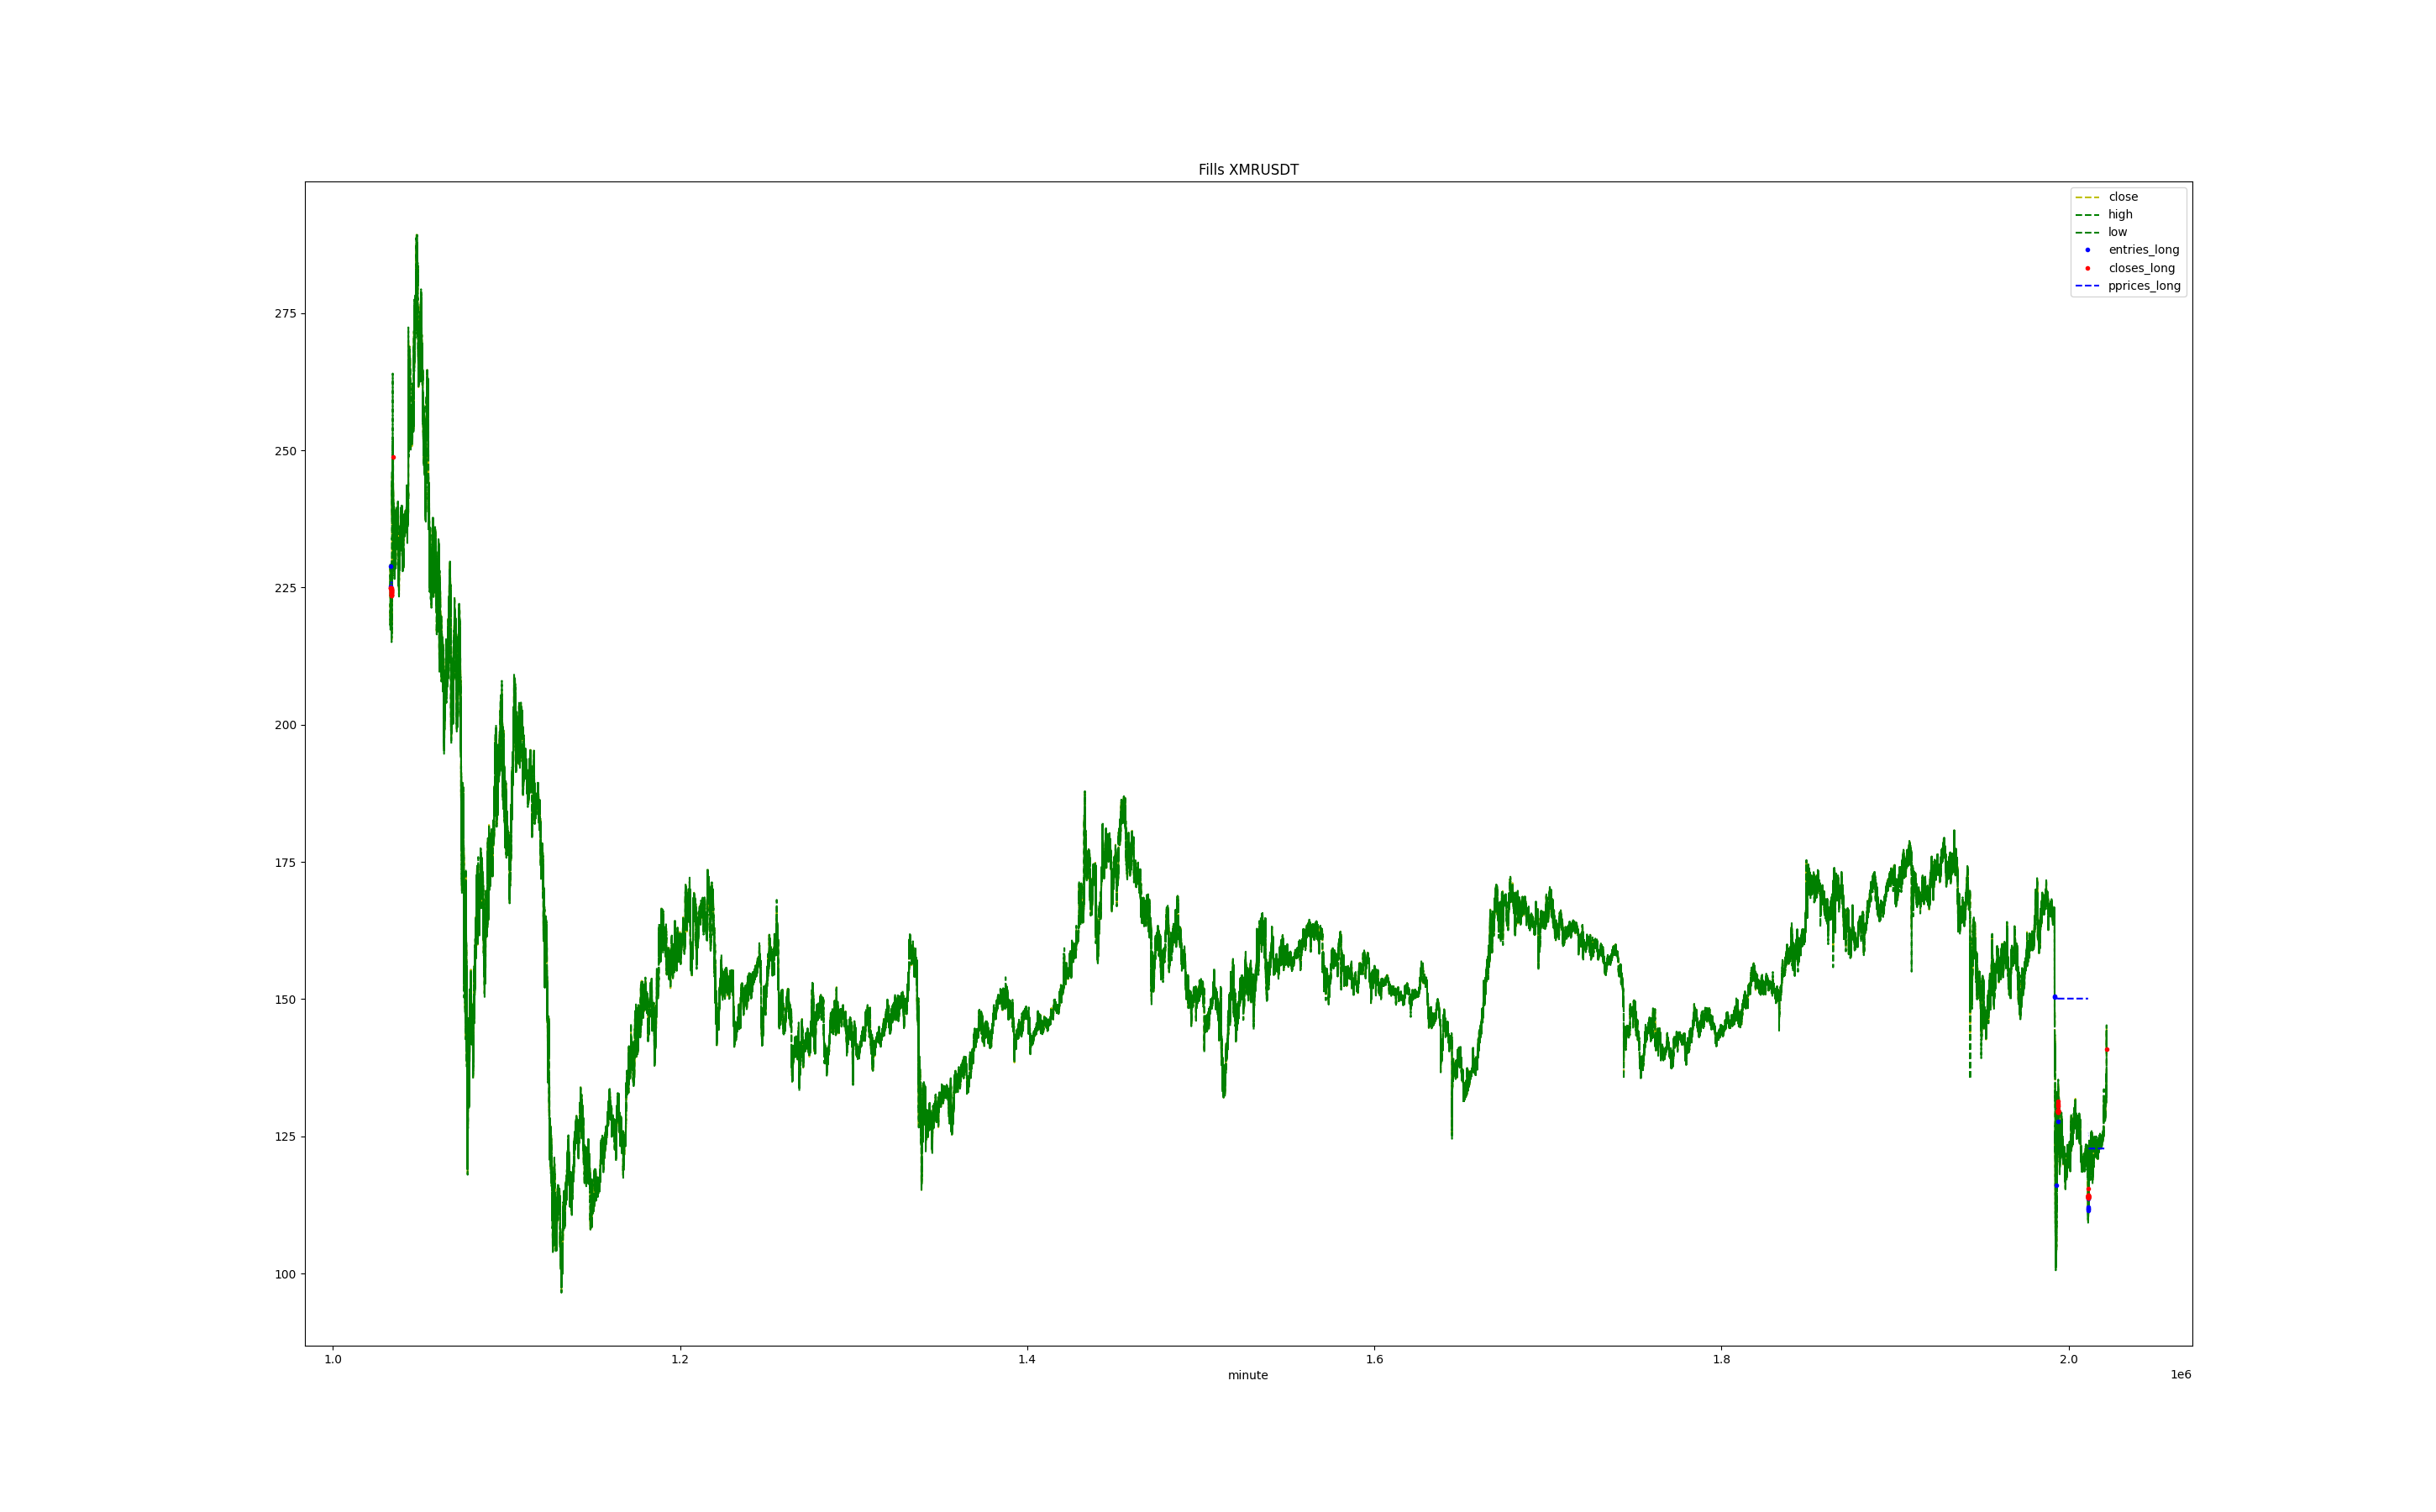 Fills XMRUSDT
close
high
low
entries_long
closes_long
pprices_long
275
250
225
200
175
150
125
100
1.0 1.2 1.4 1.6 1.8 2.0
minute 1e6